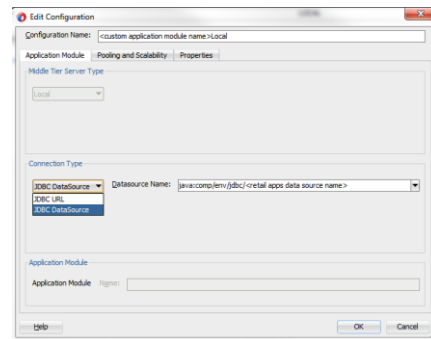 Edit Configuration
Configuration Name: <custom application module name>Local
Application Module Pooling and Scalability Properties
Middle Tier Server Type
Local
Connection Type
JDBC DataSource Datasource Name: java:comp/env/jdbc/<retail apps data source name>
JDBC URL
JDBC DataSource
Application Module
Application Module Name:
Help OK Cancel